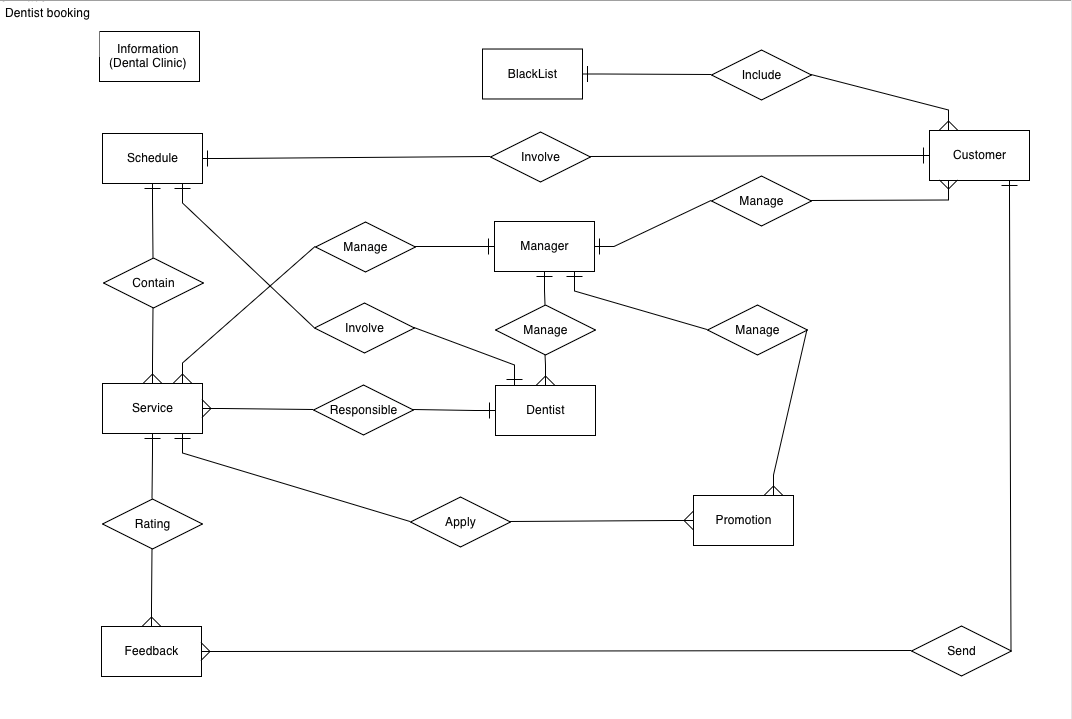 Dentist booking
Information
(Dental Clinic)
BlackList
Include
Schedule
Involve
Customer
Manage
Manage
Manager
Contain
Involve
Manage
Manage
Service
Responsible
Dentist
Rating
Apply
Promotion
Feedback
Send